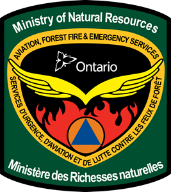 Ministry of Natural Resources
AVIATION, FOREST FIRE & EMERGENCY SERVICES
Ontario
SERVICES D'URGENCE, D'AVIATION ET DE LUTTE CONTRE LES FEUX DE FORÊT
Ministère des Richesses naturelles